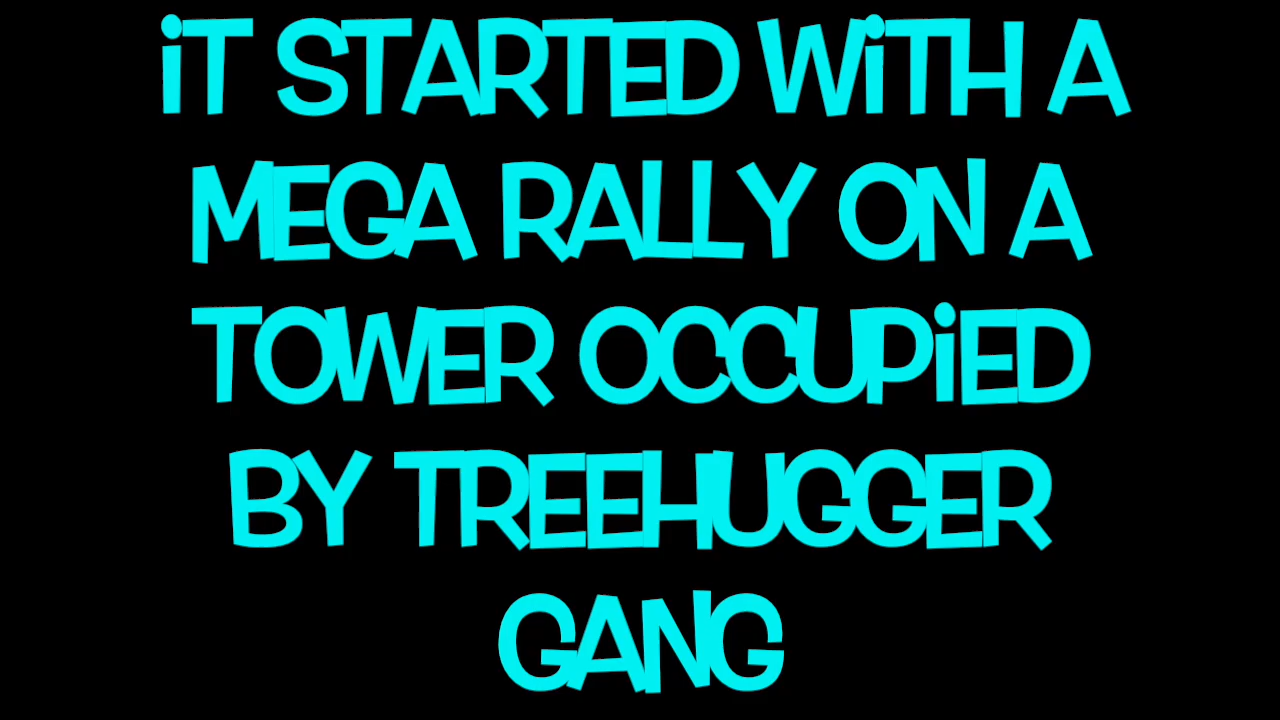 iT STARTED WiTH A
MEGA RALLY ON A
TOWER OCCUPiED
BY TREEHUGGER
GANG